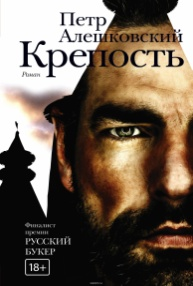 Петр
Алешковский
Крепость
Роман
Финалист
премии
РУССКИЙ
БУКЕР
18+